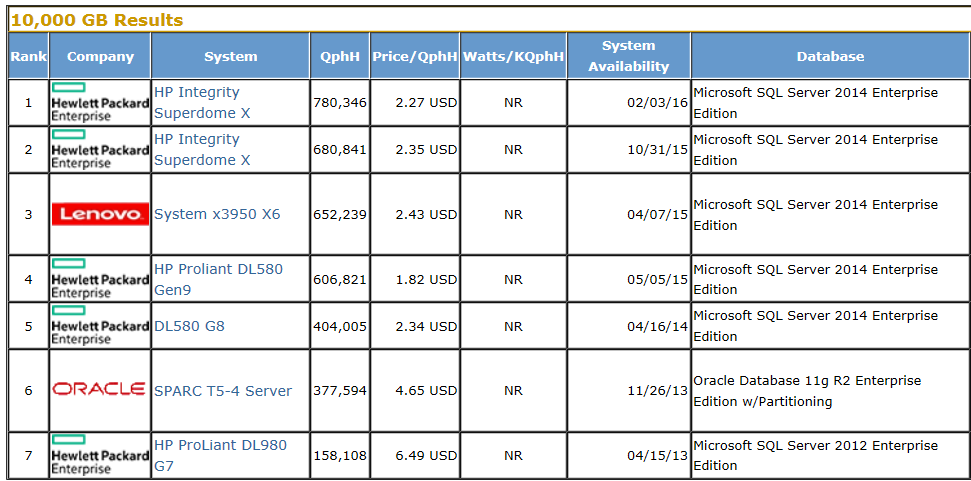 10,000 GB Results
Rank Company System QphH Price/QphH Watts/KQphH System Availability Database
1 Hewlett Packard Enterprise HP Integrity Superdome X 780,346 2.27 USD NR 02/03/16 Microsoft SQL Server 2014 Enterprise Edition
2 Hewlett Packard Enterprise HP Integrity Superdome X 680,841 2.35 USD NR 10/31/15 Microsoft SQL Server 2014 Enterprise Edition
3 Lenovo System x3950 X6 652,239 2.43 USD NR 04/07/15 Microsoft SQL Server 2014 Enterprise Edition
4 Hewlett Packard Enterprise HP Proliant DL580 Gen9 606,821 1.82 USD NR 05/05/15 Microsoft SQL Server 2014 Enterprise Edition
5 Hewlett Packard Enterprise DL580 G8 404,005 2.34 USD NR 04/16/14 Microsoft SQL Server 2014 Enterprise Edition
6 ORACLE SPARC T5-4 Server 377,594 4.65 USD NR 11/26/13 Oracle Database 11g R2 Enterprise Edition w/Partitioning
7 Hewlett Packard Enterprise HP ProLiant DL980 G7 158,108 6.49 USD NR 04/15/13 Microsoft SQL Server 2012 Enterprise Edition